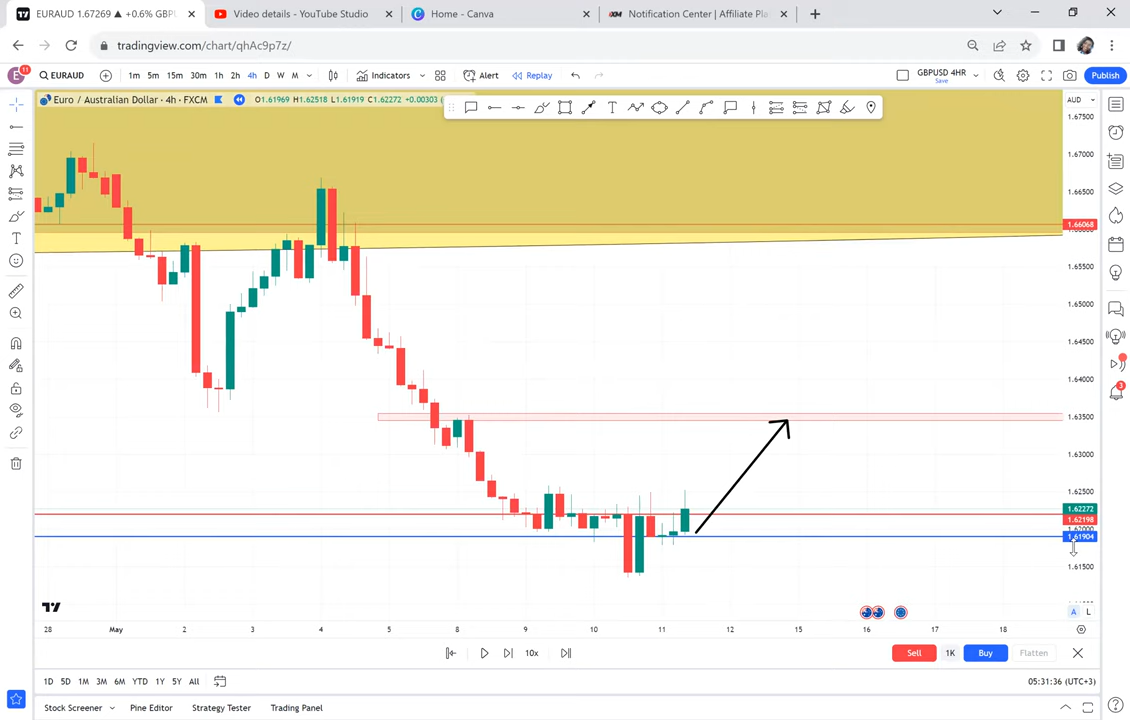 EURAUD 1.67269 ▲ +0.6% GBP
Video details - YouTube Studio
Home - Canva
XM
Notification Center | Affiliate Pla
tradingview.com/chart/qhAc9p7z/
E
11
EURAUD
1m 5m 15m 30m 1h 2h 4h D W M
Indicators
Alert
Replay
GBPUSD 4HR
Save
Publish
Euro / Australian Dollar · 4h · FXCM
O1.61969 H1.62518 L1.61919 C1.62272 +0.00303
AUD
1.67500
1.67000
1.66500
1.66068
1.65500
1.65000
1.64500
1.64000
1.63500
1.63000
1.62500
1.62272
1.62198
1.61904
1.61500
3
A L
28 May 2 3 4 5 8 9 10 11 12 15 16 17 18
10x
Sell 1K Buy Flatten
1D 5D 1M 3M 6M YTD 1Y 5Y All
05:31:36 (UTC+3)
Stock Screener Pine Editor Strategy Tester Trading Panel